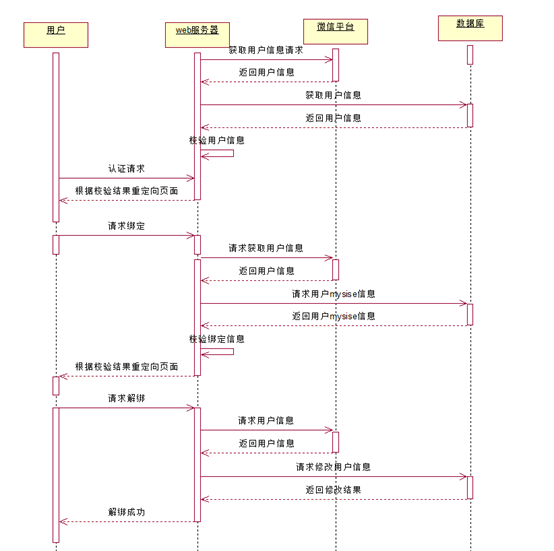 用户
web服务器
微信平台
数据库
获取用户信息请求
返回用户信息
获取用户信息
返回用户信息
校验用户信息
认证请求
根据校验结果重定向页面
请求绑定
请求获取用户信息
返回用户信息
请求用户mysise信息
返回用户mysise信息
校验绑定信息
根据校验结果重定向页面
请求解绑
请求用户信息
返回用户信息
请求修改用户信息
返回修改结果
解绑成功